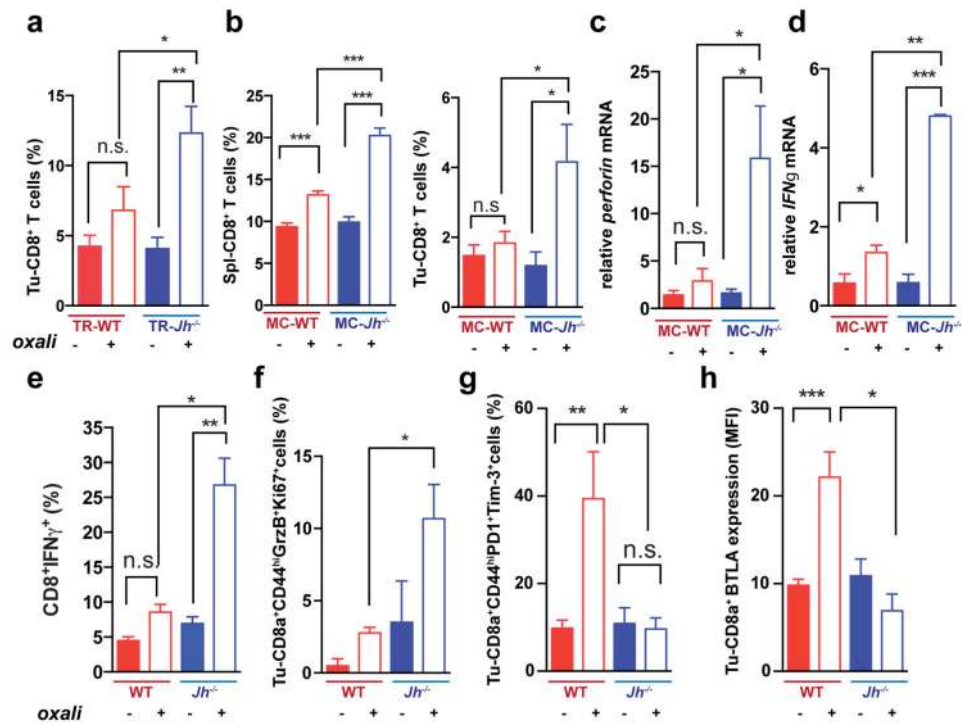 a
Tu-CD8⁺ T cells (%)
20
15
10
5
0
n.s.
**
*
TR-WT
TR-Jh⁻/⁻
oxali
- + - +
b
Spl-CD8⁺ T cells (%)
25
20
15
10
5
0
***
***
***
MC-WT
MC-Jh⁻/⁻
- + - +
Tu-CD8⁺ T cells (%)
6
4
2
0
n.s
*
*
MC-WT
MC-Jh⁻/⁻
- + - +
c
relative perforin mRNA
20
15
10
5
0
n.s.
*
*
MC-WT
MC-Jh⁻/⁻
- + - +
d
relative IFNg mRNA
6
4
2
0
*
***
**
MC-WT
MC-Jh⁻/⁻
- + - +
e
CD8⁺IFNγ⁺ (%)
35
30
25
20
15
10
5
0
n.s.
**
*
WT
Jh⁻/⁻
oxali
- + - +
f
Tu-CD8a⁺CD44ʰⁱGrzB⁺Ki67⁺cells (%)
15
10
5
0
*
WT
Jh⁻/⁻
- + - +
g
Tu-CD8a⁺CD44ʰⁱPD1⁺Tim-3⁺cells (%)
60
40
20
0
**
*
n.s.
WT
Jh⁻/⁻
- + - +
h
Tu-CD8a⁺ BTLA expression (MFI)
30
20
10
0
***
*
WT
Jh⁻/⁻
- + - +